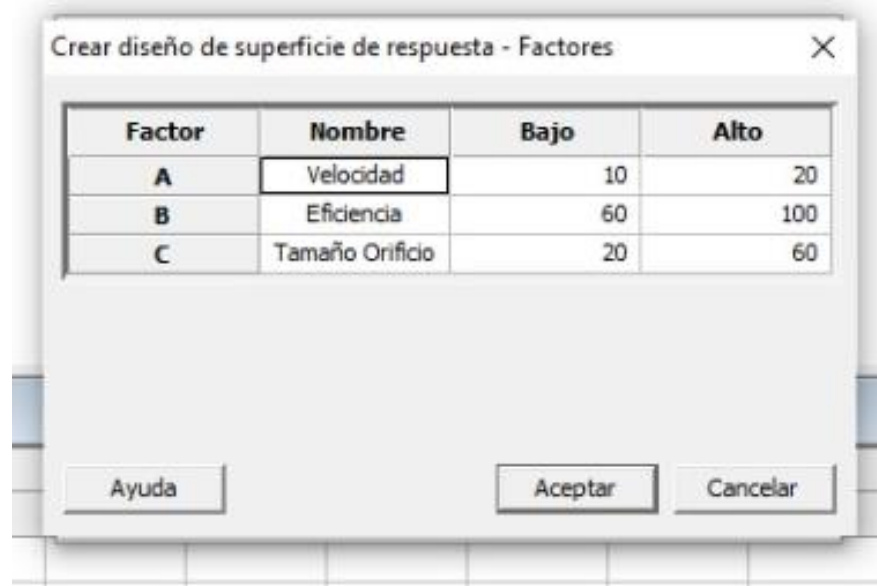 Crear diseño de superficie de respuesta - Factores
Factor Nombre Bajo Alto
A Velocidad 10 20
B Eficiencia 60 100
C Tamaño Orificio 20 60
Ayuda Aceptar Cancelar